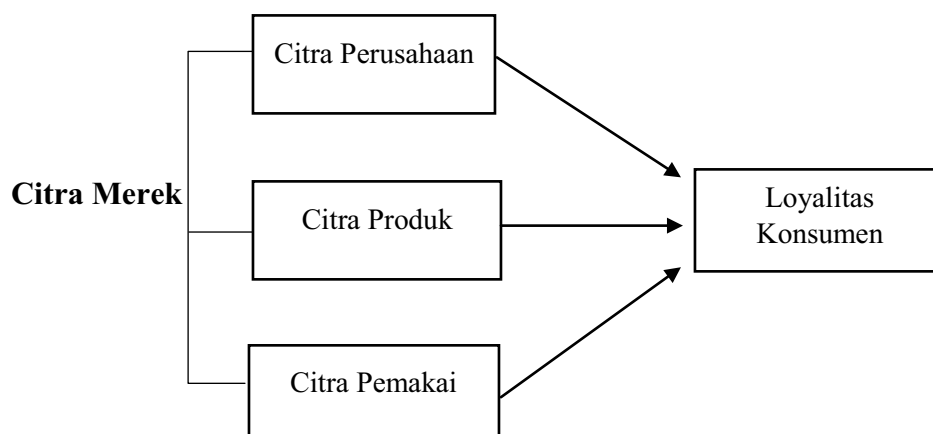 Citra Perusahaan
Citra Merek
Citra Produk
Citra Pemakai
Loyalitas
Konsumen